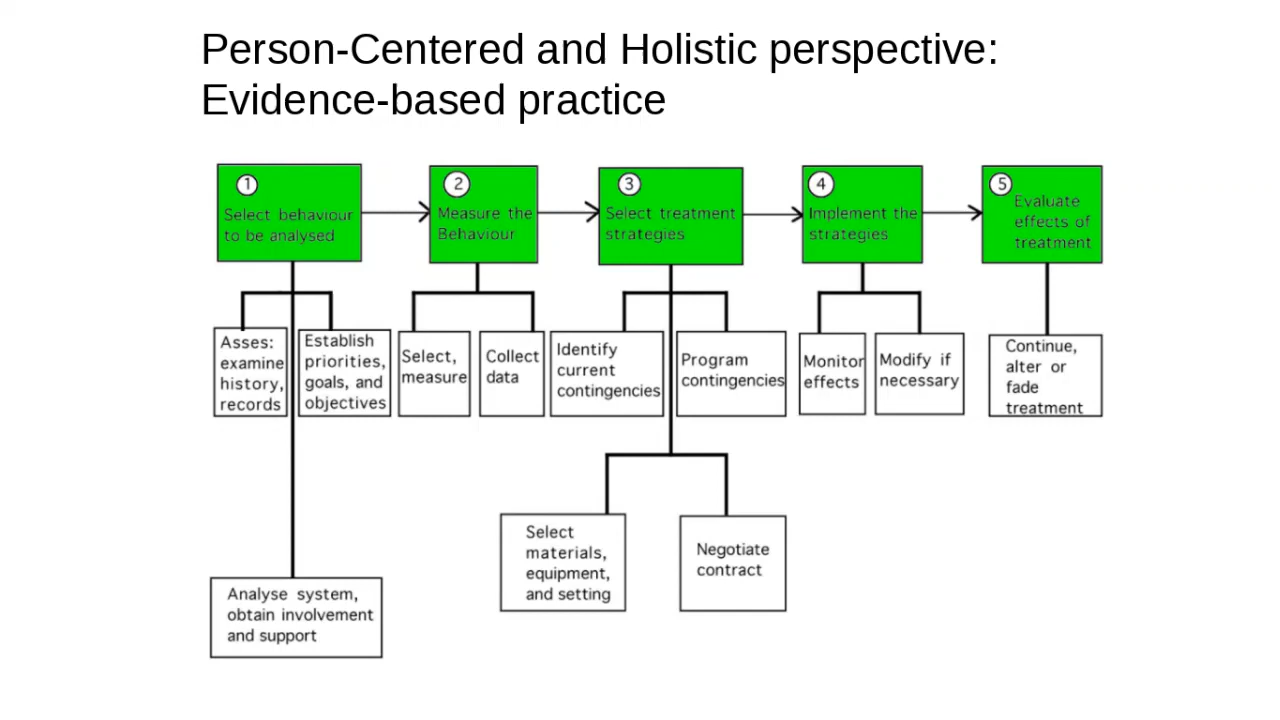 Person-Centered and Holistic perspective:
Evidence-based practice
1
Select behaviour
to be analysed
2
Measure the
Behaviour
3
Select treatment
strategies
4
Implement the
strategies
5
Evaluate
effects of
treatment
Asses:
examine
history,
records
Establish
priorities,
goals, and
objectives
Select,
measure
Collect
data
Identify
current
contingencies
Program
contingencies
Monitor
effects
Modify if
necessary
Continue,
alter or
fade
treatment
Select
materials,
equipment,
and setting
Negotiate
contract
Analyse system,
obtain involvement
and support